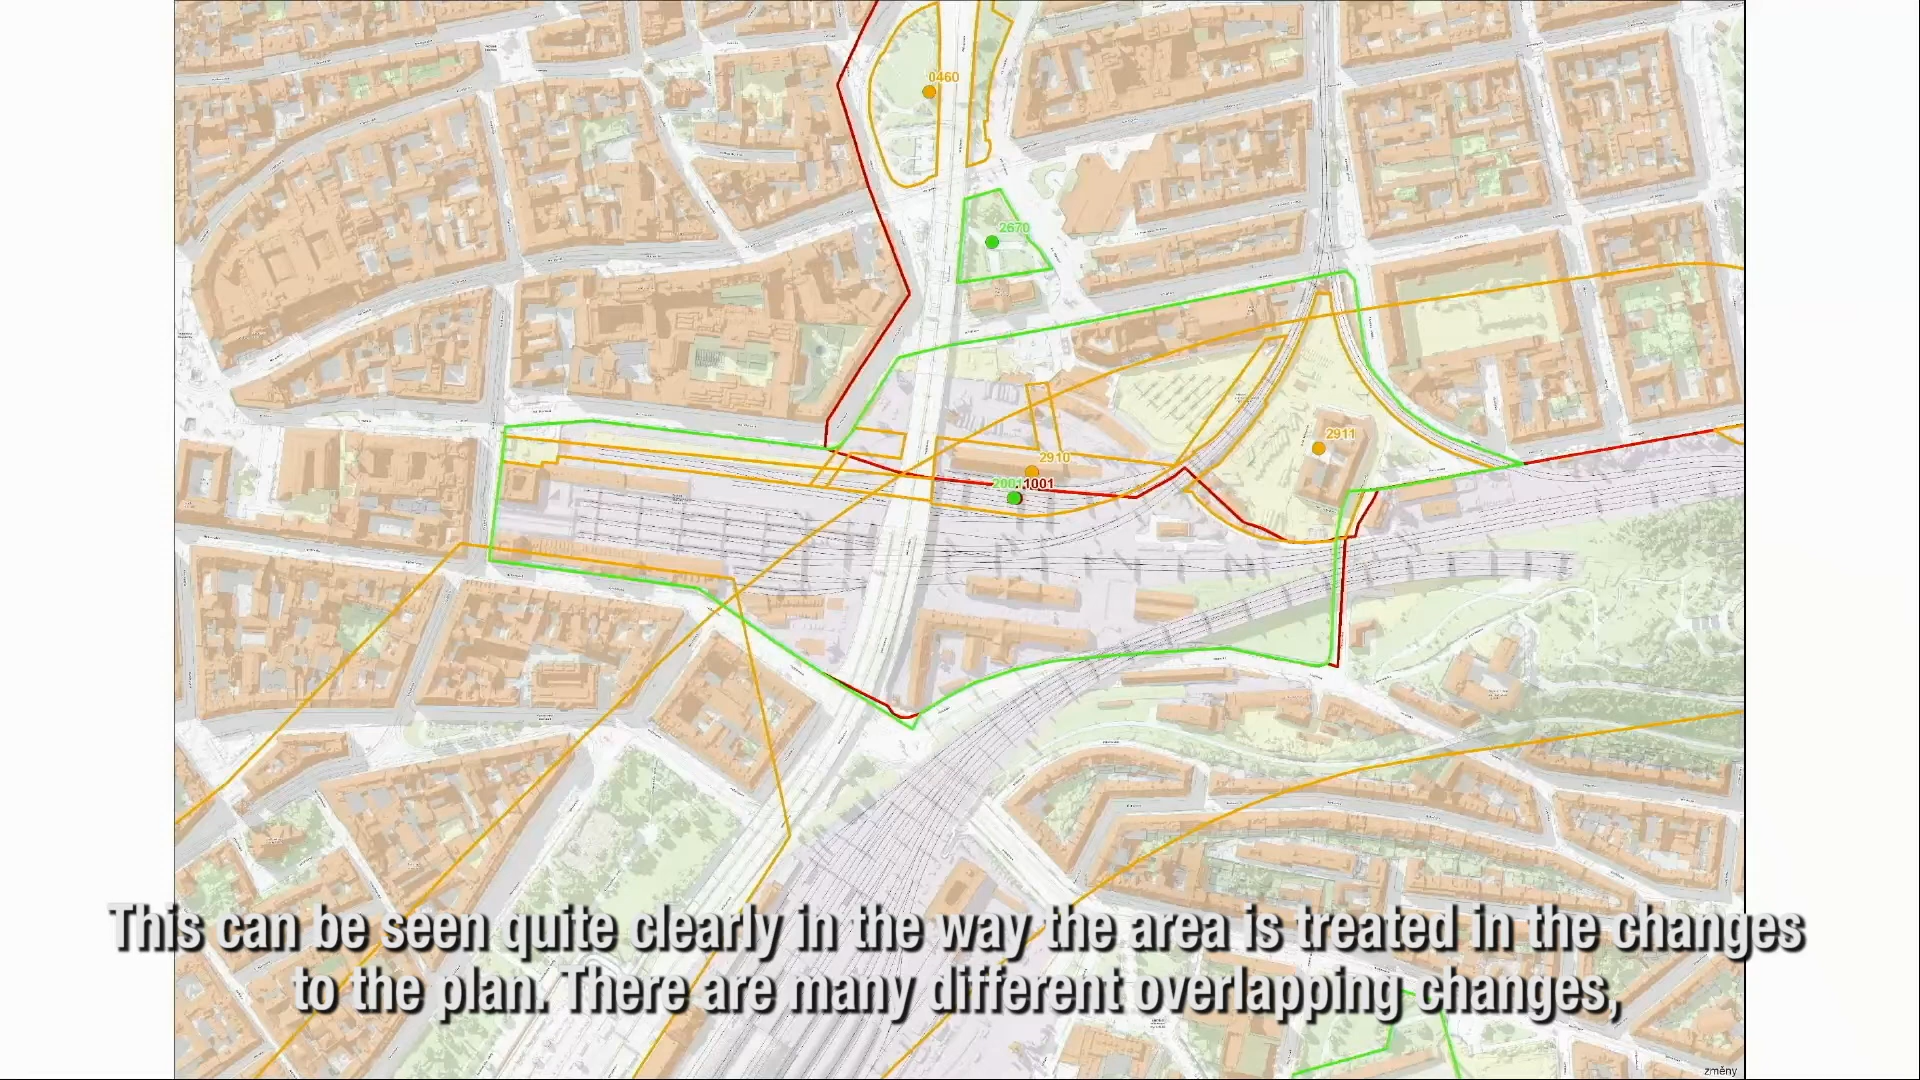 0460
2670
2911
2910
2001
1001
This can be seen quite clearly in the way the area is treated in the changes
to the plan. There are many different overlapping changes,
změny